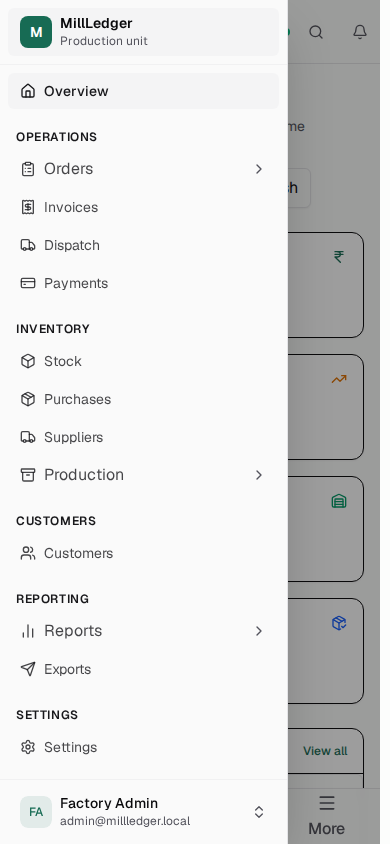 M
MillLedger
Production unit
Overview
OPERATIONS
Orders
Invoices
Dispatch
Payments
INVENTORY
Stock
Purchases
Suppliers
Production
CUSTOMERS
Customers
REPORTING
Reports
Exports
SETTINGS
Settings
FA
Factory Admin
admin@millledger.local
me
ch
₹
View all
More